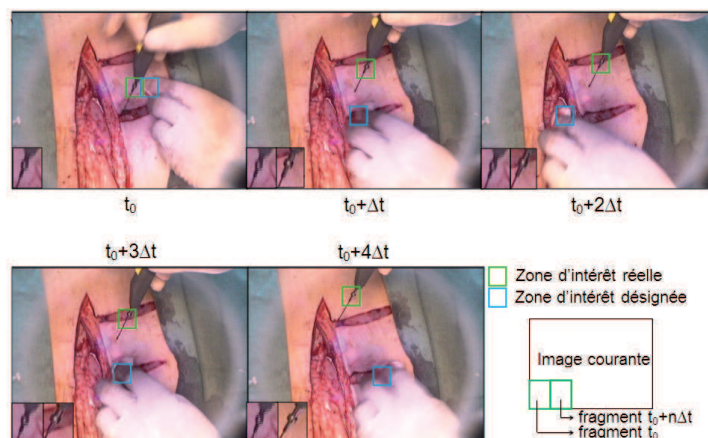 t0
t0+Δt
t0+2Δt
t0+3Δt
t0+4Δt
Zone d'intérêt réelle
Zone d'intérêt désignée
Image courante
fragment t0+nΔt
fragment t0